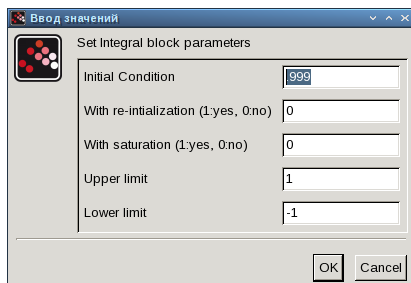 Ввод значений
Set Integral block parameters
Initial Condition 999
With re-intialization (1:yes, 0:no) 0
With saturation (1:yes, 0:no) 0
Upper limit 1
Lower limit -1
OK Cancel